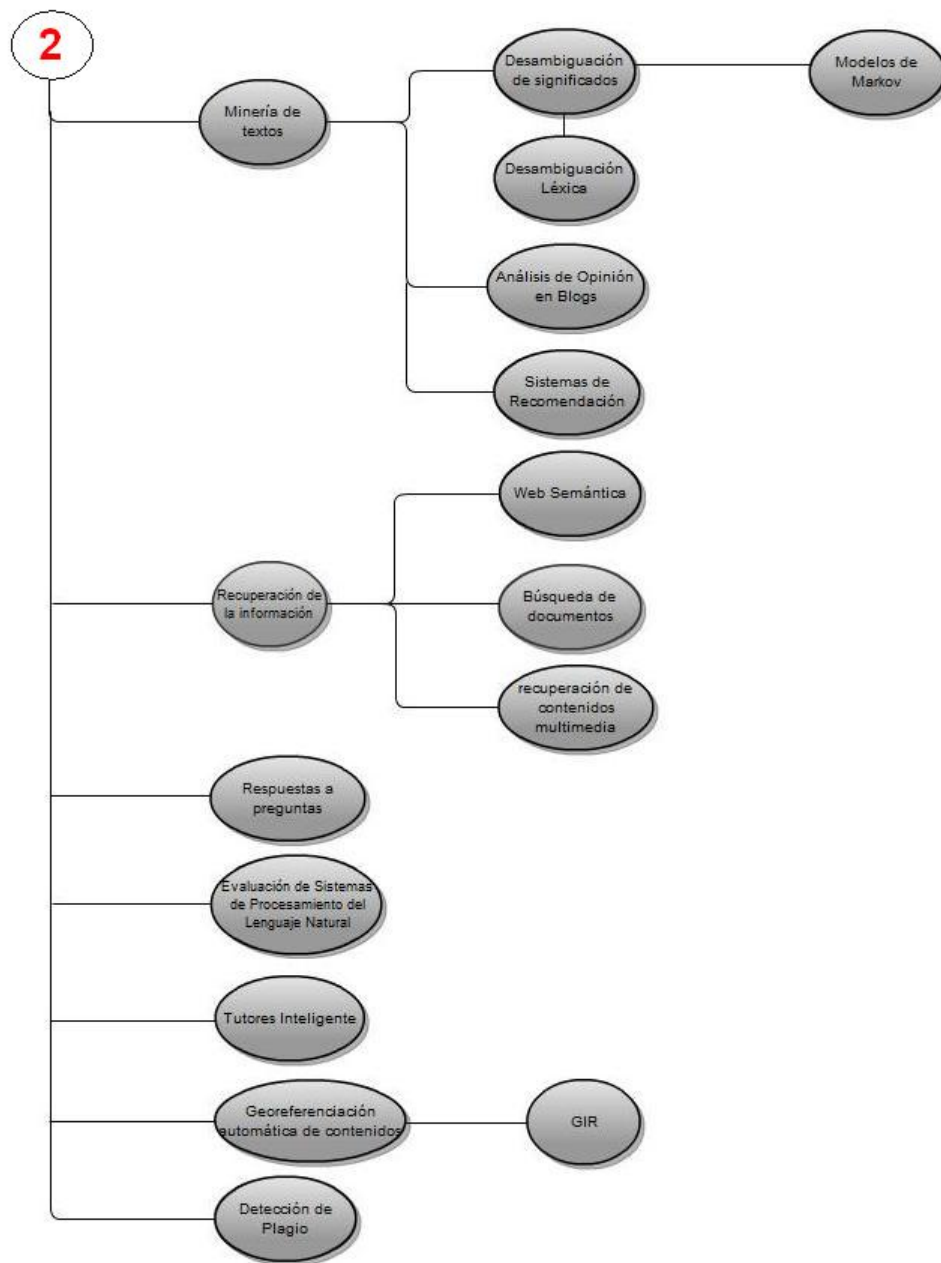 2
Minería de
textos
Desambiguación
de significados
Modelos de
Markov
Desambiguación
Léxica
Análisis de Opinión
en Blogs
Sistemas de
Recomendación
Web Semántica
Recuperación de
la información
Búsqueda de
documentos
recuperación de
contenidos
multimedia
Respuestas a
preguntas
Evaluación de Sistemas
de Procesamiento del
Lenguaje Natural
Tutores Inteligente
Georeferenciación
automática de contenidos
GIR
Detección de
Plagio